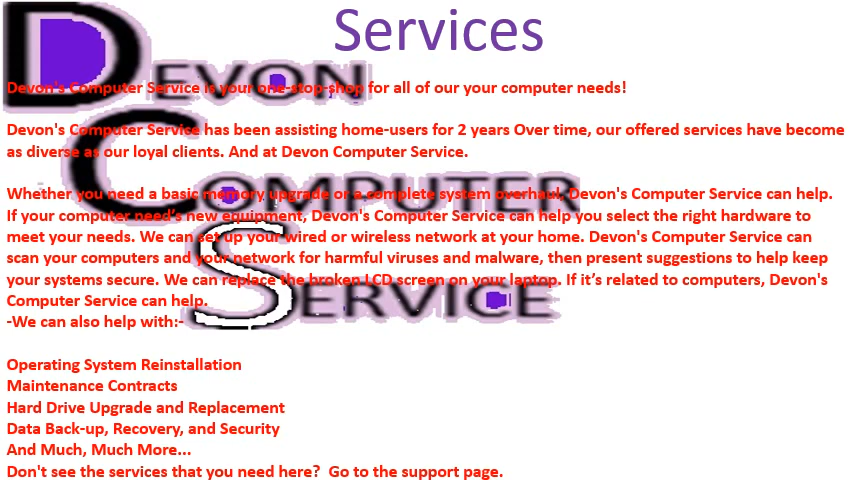 Services
DEVON
COMPUTER
SERVICE
Devon's Computer Service is your one-stop-shop for all of our your computer needs!
Devon's Computer Service has been assisting home-users for 2 years Over time, our offered services have become
as diverse as our loyal clients. And at Devon Computer Service.
Whether you need a basic memory upgrade or a complete system overhaul, Devon's Computer Service can help.
If your computer need's new equipment, Devon's Computer Service can help you select the right hardware to
meet your needs. We can set up your wired or wireless network at your home. Devon's Computer Service can
scan your computers and your network for harmful viruses and malware, then present suggestions to help keep
your systems secure. We can replace the broken LCD screen on your laptop. If it’s related to computers, Devon's
Computer Service can help.
-We can also help with:-
Operating System Reinstallation
Maintenance Contracts
Hard Drive Upgrade and Replacement
Data Back-up, Recovery, and Security
And Much, Much More...
Don't see the services that you need here?  Go to the support page.